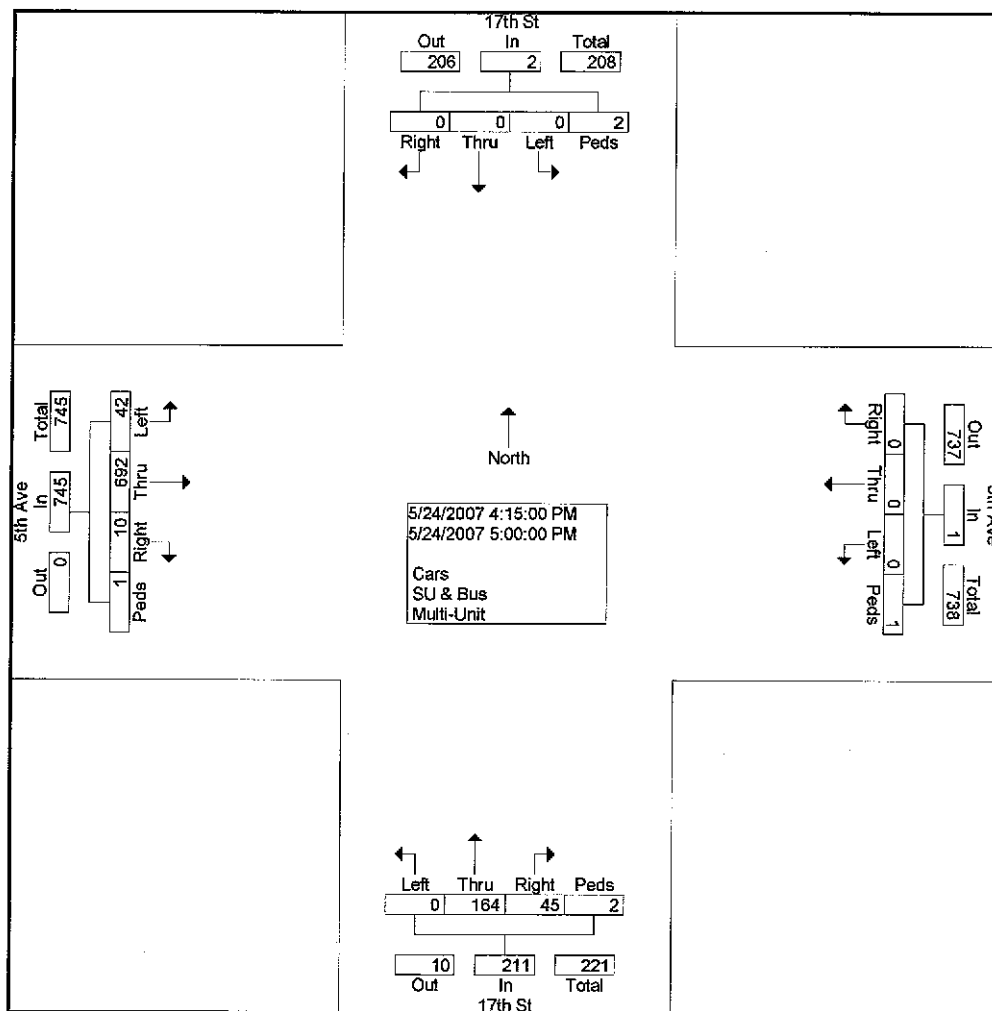 17th St
Out In Total
206 2 208
0 0 0 2
Right Thru Left Peds
5th Ave
Total In Out
745 745 0
42 692 10 1
Left Thru Right Peds
North
5/24/2007 4:15:00 PM
5/24/2007 5:00:00 PM
Cars
SU & Bus
Multi-Unit
Right Thru Left Peds
0 0 0 1
Out In Total
737 1 738
Ave
Left Thru Right Peds
0 164 45 2
10 211 221
Out In Total
17th St